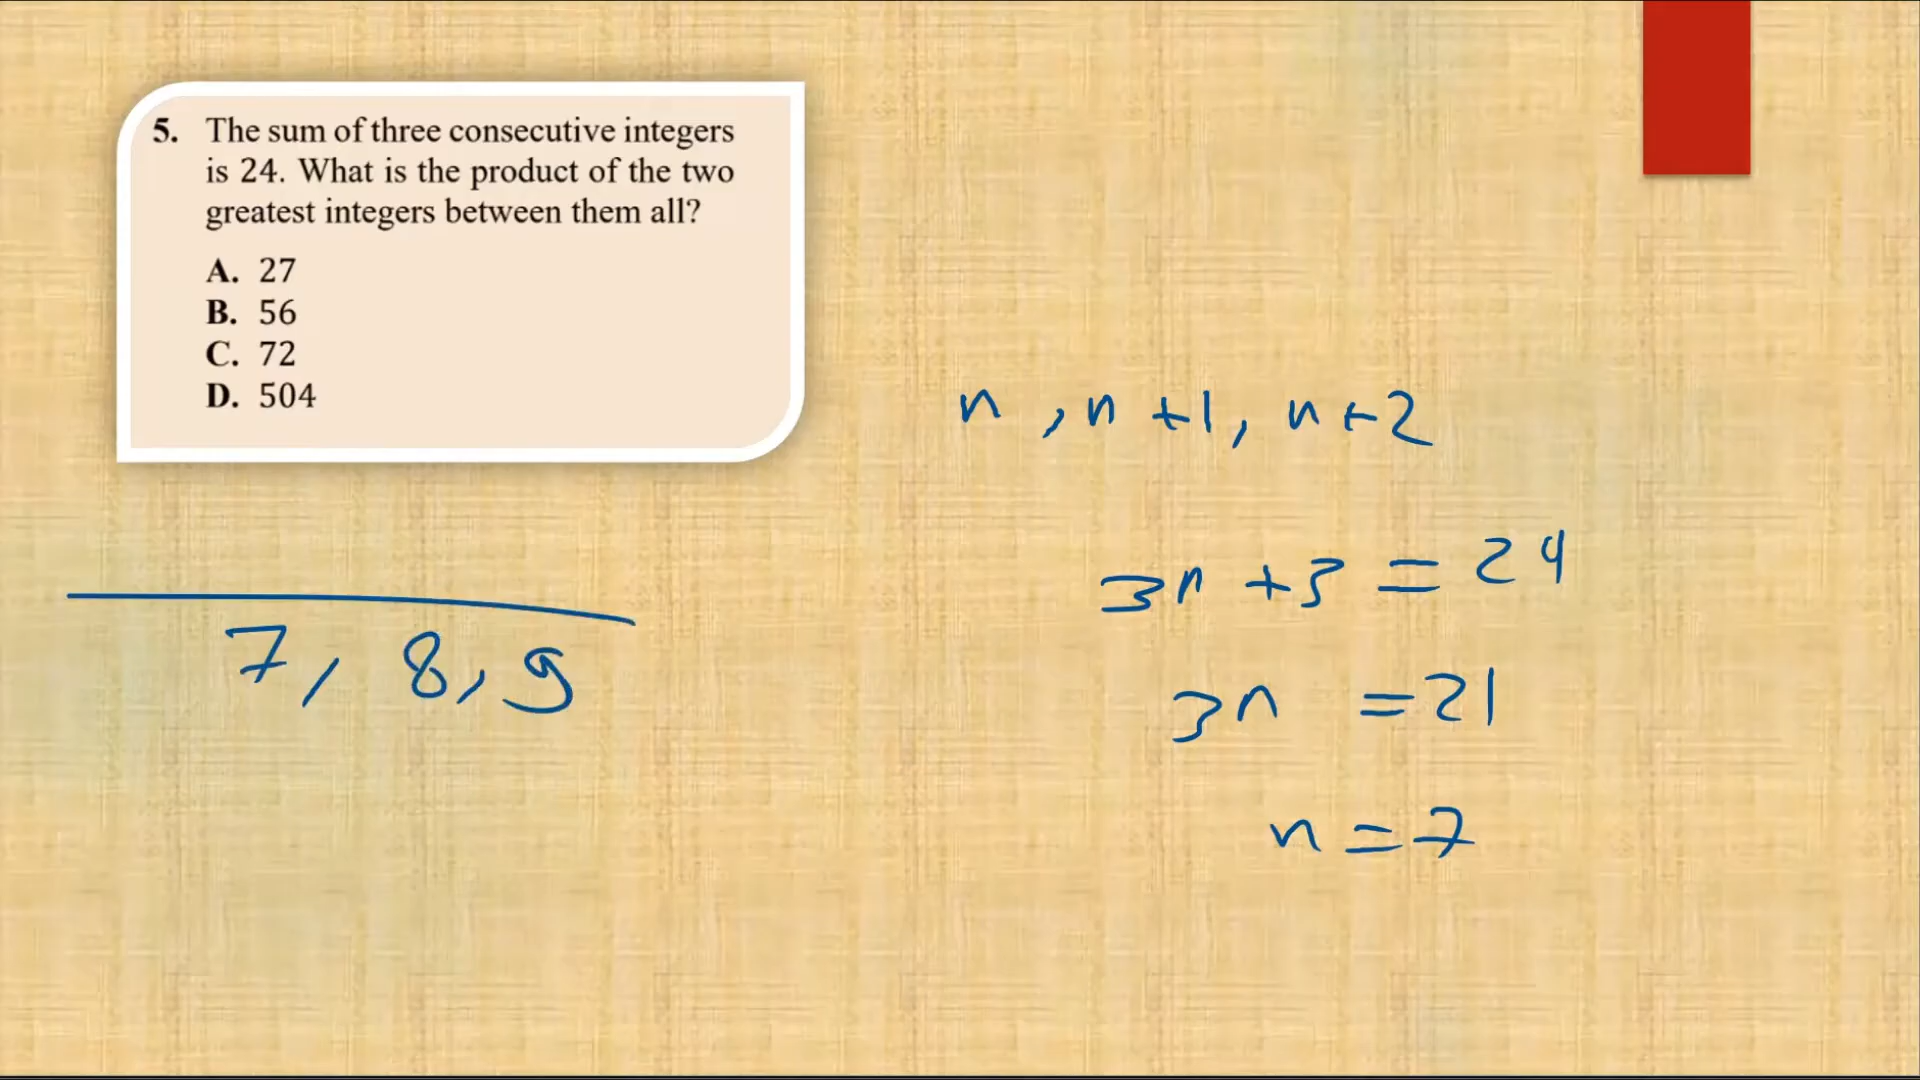 5. The sum of three consecutive integers
is 24. What is the product of the two
greatest integers between them all?
A. 27
B. 56
C. 72
D. 504
n , n +1, n+2
3n +3 = 24
3n = 21
n = 7
7, 8, 9